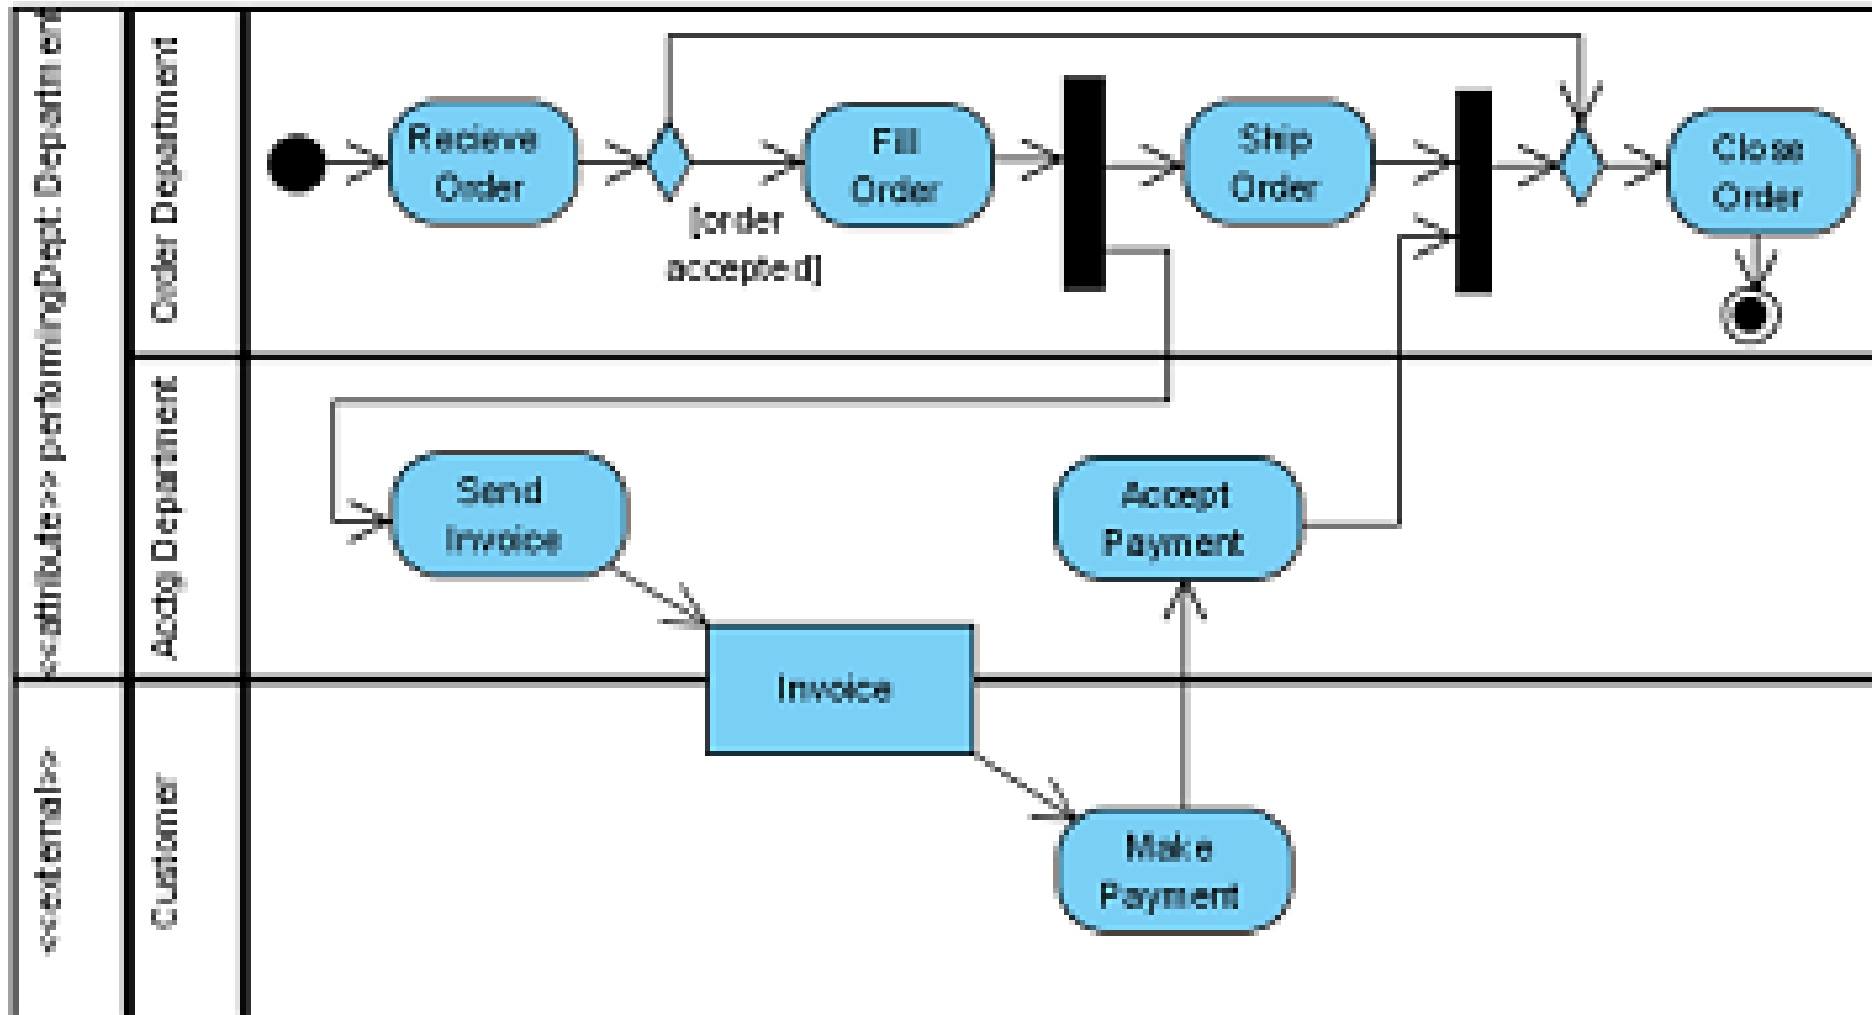 <<attribute>> performingDept: Department
Order Department
Recieve
Order
[order
accepted]
Fill
Order
Ship
Order
Close
Order
Acctg Department
Send
Invoice
Accept
Payment
Invoice
<<external>>
Customer
Make
Payment